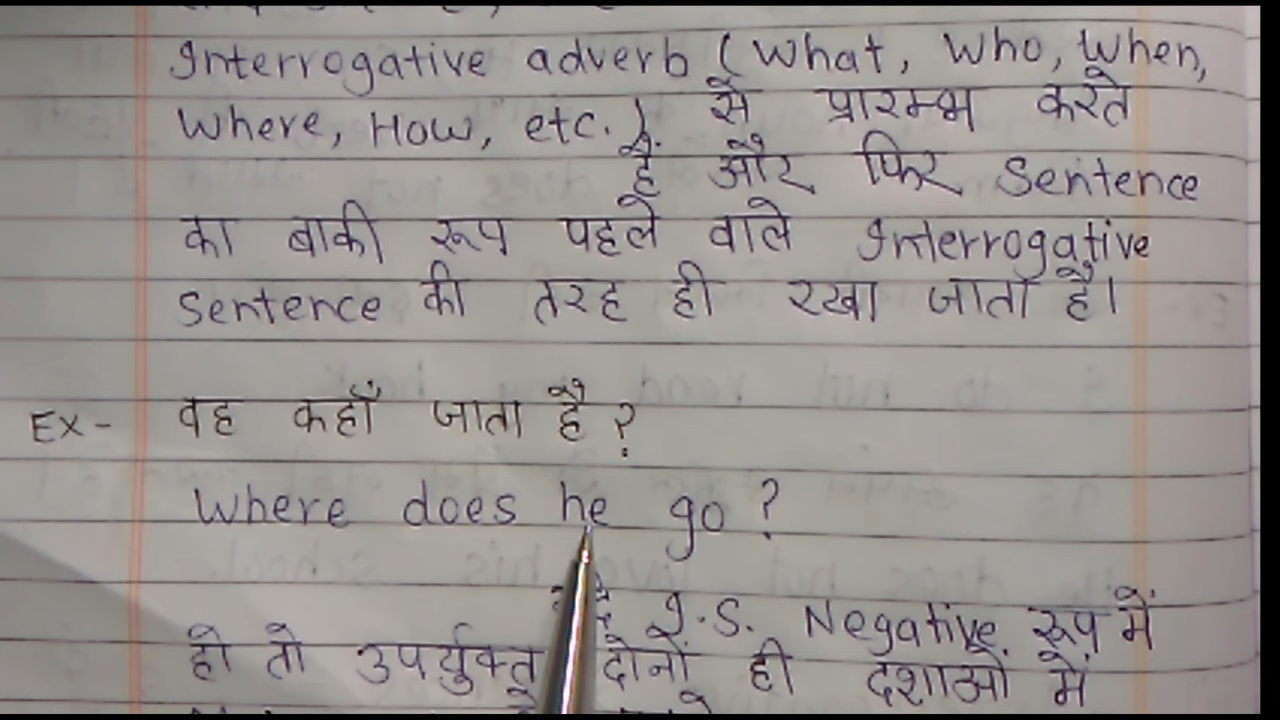 Interrogative adverb (What, Who, When,
Where, How, etc.) से प्रारम्भ करते
हैं और फिर Sentence
का बाकी रूप पहले वाले Interrogative
Sentence की तरह ही रखा जाता है।
Ex- वह कहाँ जाता है?
Where does he go?
I.S. Negative रूप में
हो तो उपर्युक्त दोनों ही दशाओं में